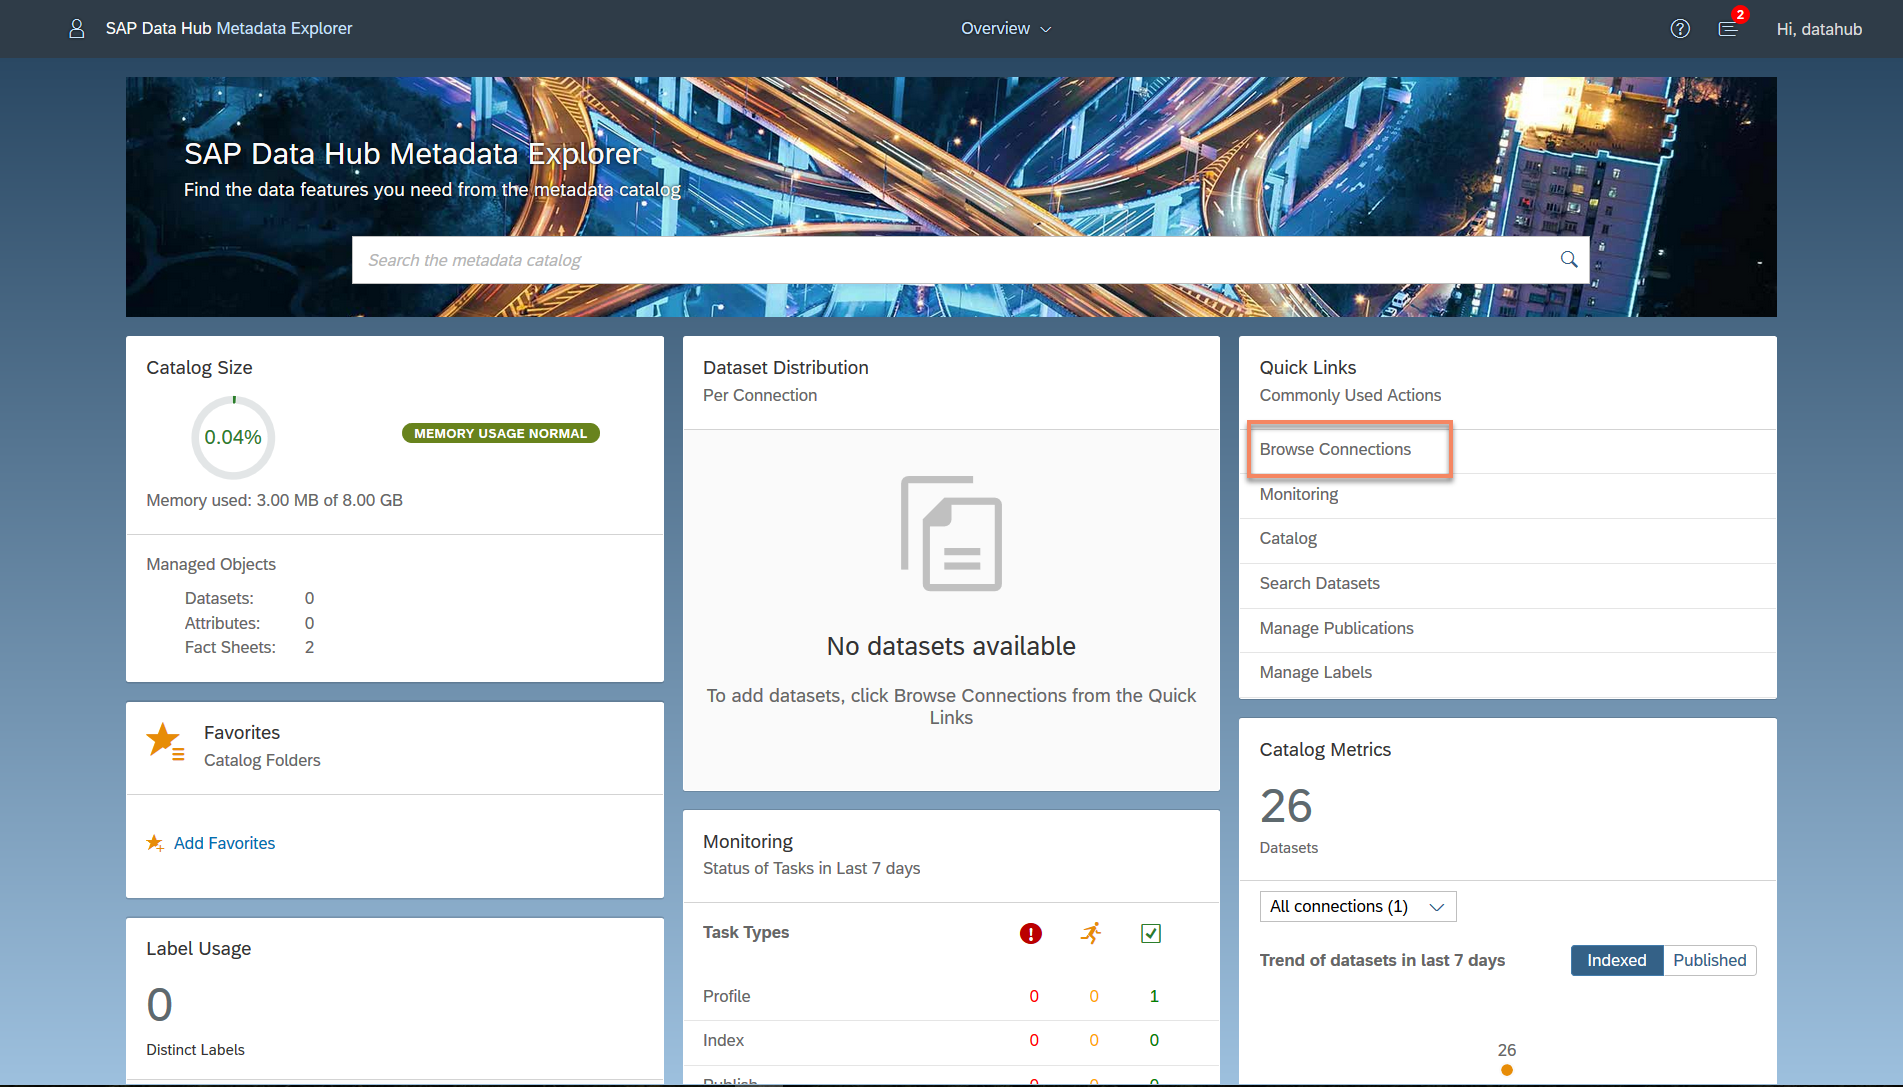 SAP Data Hub Metadata Explorer
Overview
2
Hi, datahub
SAP Data Hub Metadata Explorer
Find the data features you need from the metadata catalog
Search the metadata catalog
Catalog Size
0.04%
MEMORY USAGE NORMAL
Memory used: 3.00 MB of 8.00 GB
Managed Objects
Datasets: 0
Attributes: 0
Fact Sheets: 2
Favorites
Catalog Folders
Add Favorites
Label Usage
0
Distinct Labels
Dataset Distribution
Per Connection
No datasets available
To add datasets, click Browse Connections from the Quick
Links
Monitoring
Status of Tasks in Last 7 days
Task Types
Profile 0 0 1
Index 0 0 0
Publish 0 0 0
Quick Links
Commonly Used Actions
Browse Connections
Monitoring
Catalog
Search Datasets
Manage Publications
Manage Labels
Catalog Metrics
26
Datasets
All connections (1)
Trend of datasets in last 7 days
Indexed Published
26